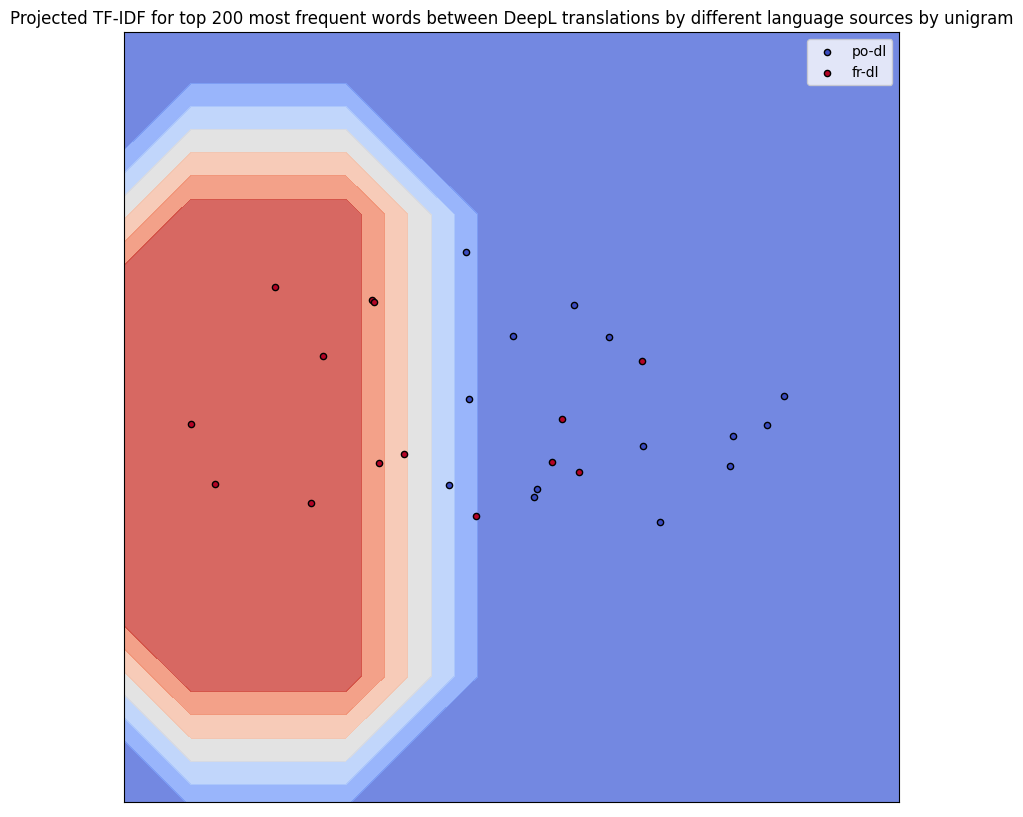 Projected TF-IDF for top 200 most frequent words between DeepL translations by different language sources by unigram
po-dl
fr-dl